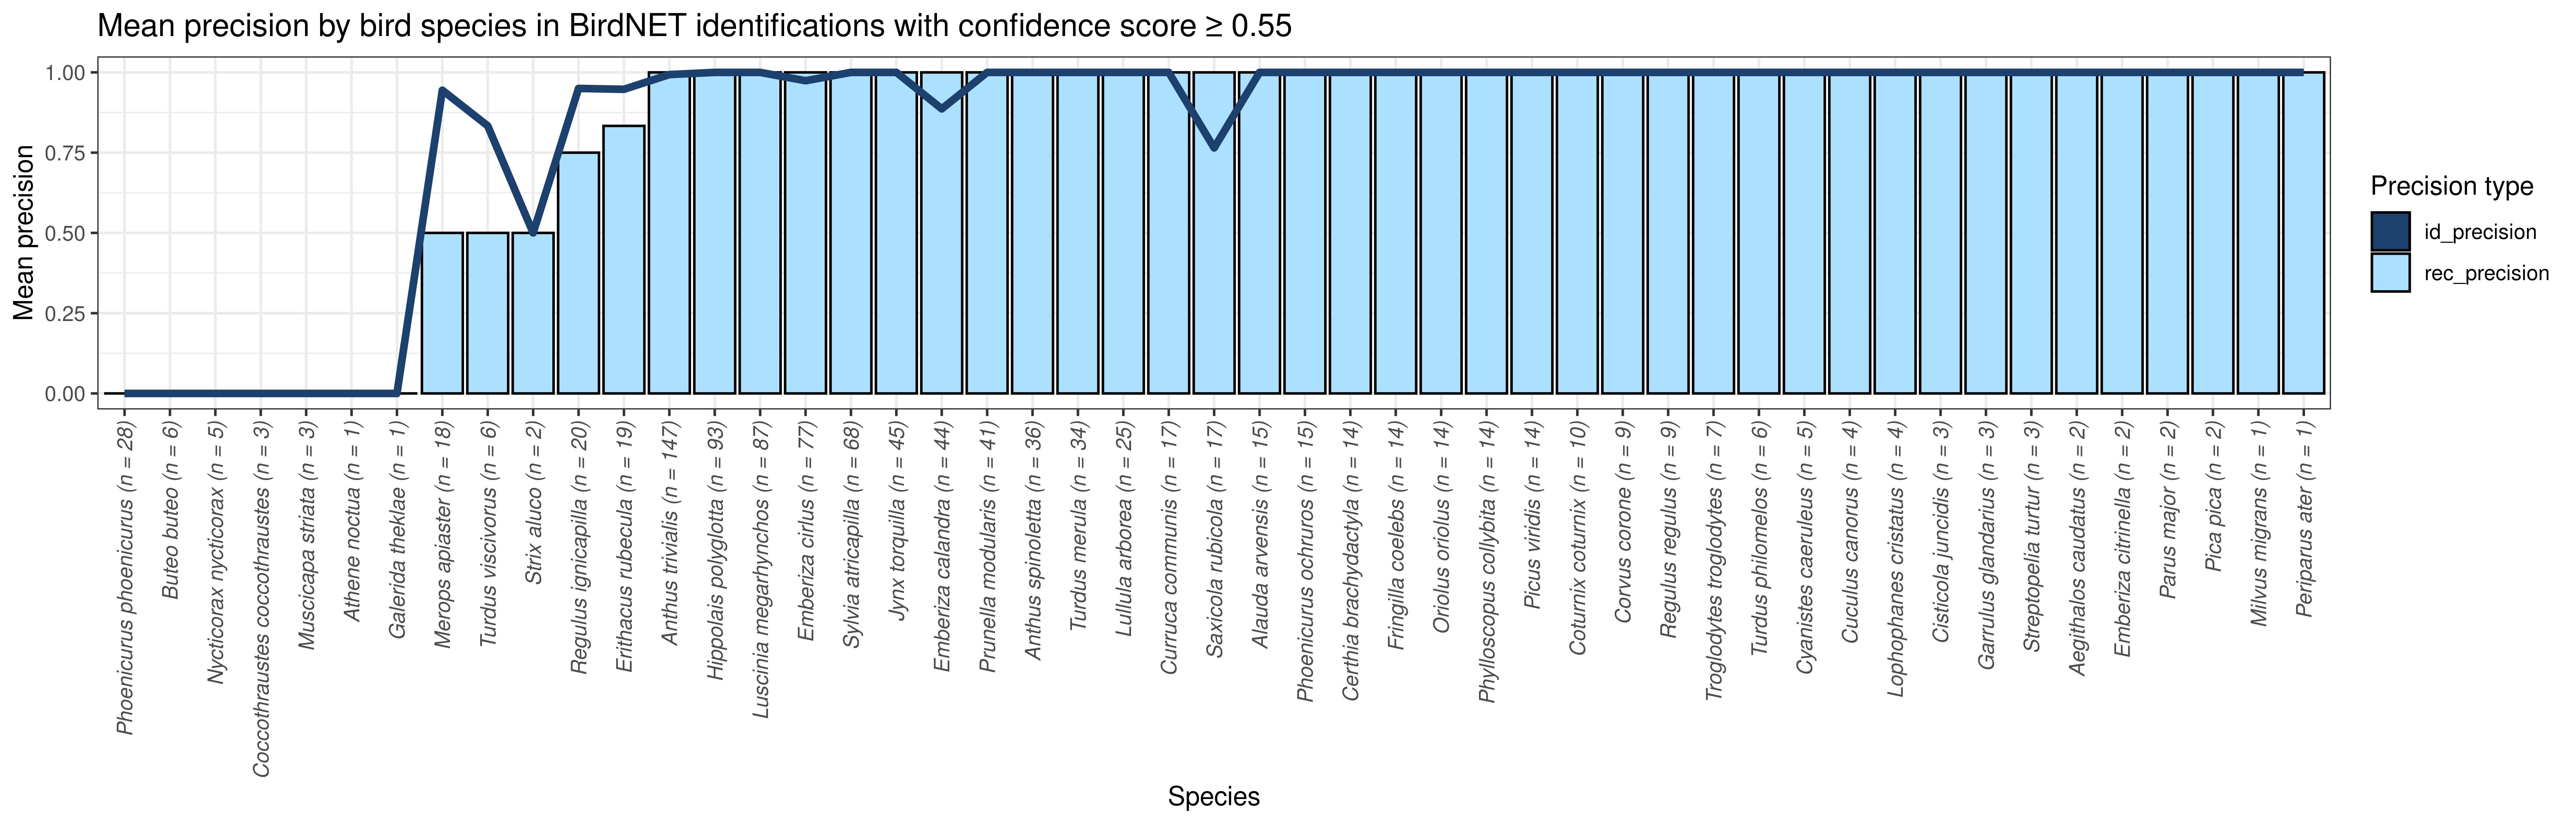 Mean precision by bird species in BirdNET identifications with confidence score ≥ 0.55
Mean precision
1.00
0.75
0.50
0.25
0.00
Phoenicurus phoenicurus (n = 28)
Buteo buteo (n = 6)
Nycticorax nycticorax (n = 5)
Coccothraustes coccothraustes (n = 3)
Muscicapa striata (n = 3)
Athene noctua (n = 1)
Galerida theklae (n = 1)
Merops apiaster (n = 18)
Turdus viscivorus (n = 6)
Strix aluco (n = 2)
Regulus ignicapilla (n = 20)
Erithacus rubecula (n = 19)
Anthus trivialis (n = 147)
Hippolais polyglotta (n = 93)
Luscinia megarhynchos (n = 87)
Emberiza cirlus (n = 77)
Sylvia atricapilla (n = 68)
Jynx torquilla (n = 45)
Emberiza calandra (n = 44)
Prunella modularis (n = 41)
Anthus spinoletta (n = 36)
Turdus merula (n = 34)
Lullula arborea (n = 25)
Curruca communis (n = 17)
Saxicola rubicola (n = 17)
Alauda arvensis (n = 15)
Phoenicurus ochruros (n = 15)
Certhia brachydactyla (n = 14)
Fringilla coelebs (n = 14)
Oriolus oriolus (n = 14)
Phylloscopus collybita (n = 14)
Picus viridis (n = 14)
Coturnix coturnix (n = 10)
Corvus corone (n = 9)
Regulus regulus (n = 9)
Troglodytes troglodytes (n = 7)
Turdus philomelos (n = 6)
Cyanistes caeruleus (n = 5)
Cuculus canorus (n = 4)
Lophophanes cristatus (n = 4)
Cisticola juncidis (n = 3)
Garrulus glandarius (n = 3)
Streptopelia turtur (n = 3)
Aegithalos caudatus (n = 2)
Emberiza citrinella (n = 2)
Parus major (n = 2)
Pica pica (n = 2)
Milvus migrans (n = 1)
Periparus ater (n = 1)
Species
Precision type
id_precision
rec_precision